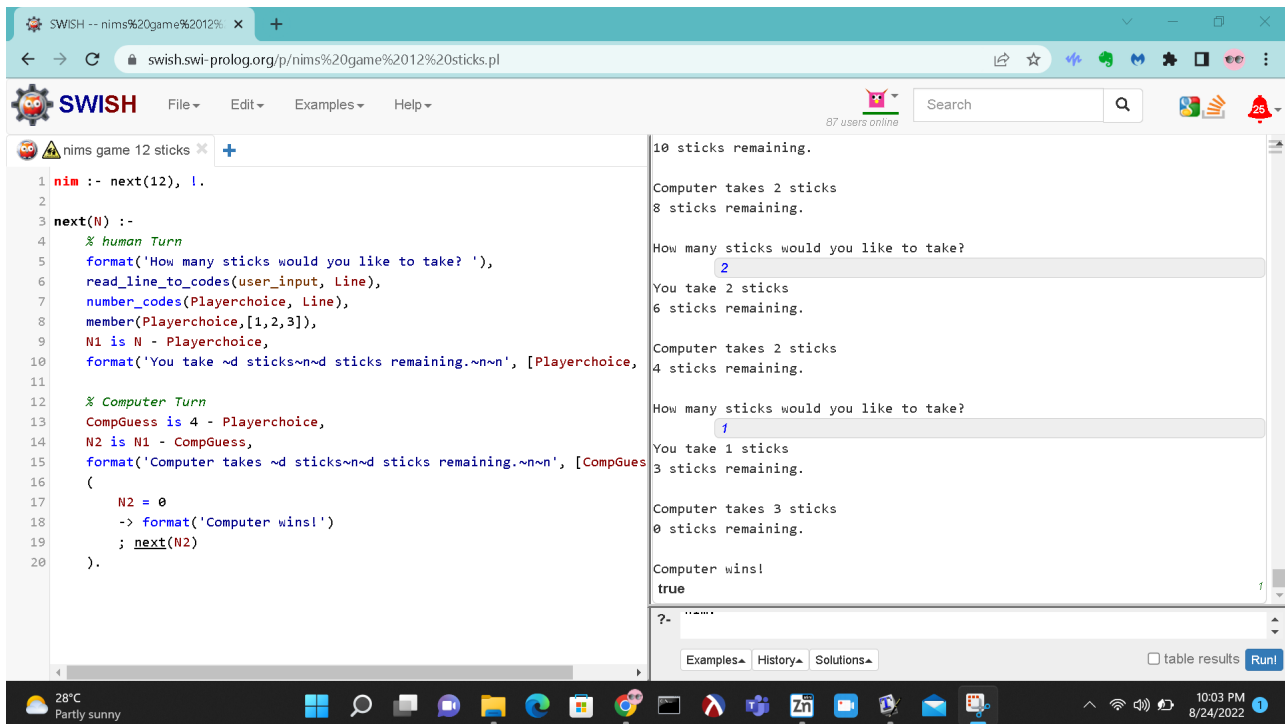 SWISH -- nims%20game%2012%
swish.swi-prolog.org/p/nims%20game%2012%20sticks.pl
SWISH File Edit Examples Help 87 users online Search 25
nims game 12 sticks
1 nim :- next(12), !.
2
3 next(N) :-
4 % human Turn
5 format('How many sticks would you like to take? '),
6 read_line_to_codes(user_input, Line),
7 number_codes(Playerchoice, Line),
8 member(Playerchoice,[1,2,3]),
9 N1 is N - Playerchoice,
10 format('You take ~d sticks~n~d sticks remaining.~n~n', [Playerchoice,
11
12 % Computer Turn
13 CompGuess is 4 - Playerchoice,
14 N2 is N1 - CompGuess,
15 format('Computer takes ~d sticks~n~d sticks remaining.~n~n', [CompGues
16 (
17 N2 = 0
18 -> format('Computer wins!')
19 ; next(N2)
20 ).
10 sticks remaining.
Computer takes 2 sticks
8 sticks remaining.
How many sticks would you like to take?
2
You take 2 sticks
6 sticks remaining.
Computer takes 2 sticks
4 sticks remaining.
How many sticks would you like to take?
1
You take 1 sticks
3 sticks remaining.
Computer takes 3 sticks
0 sticks remaining.
Computer wins!
true 1
?-
Examples History Solutions table results Run!
28°C
Partly sunny
10:03 PM
8/24/2022
1